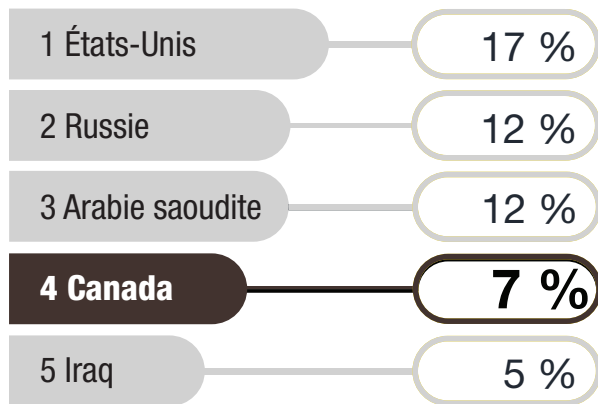 1 États-Unis 17 %
2 Russie 12 %
3 Arabie saoudite 12 %
4 Canada 7 %
5 Iraq 5 %